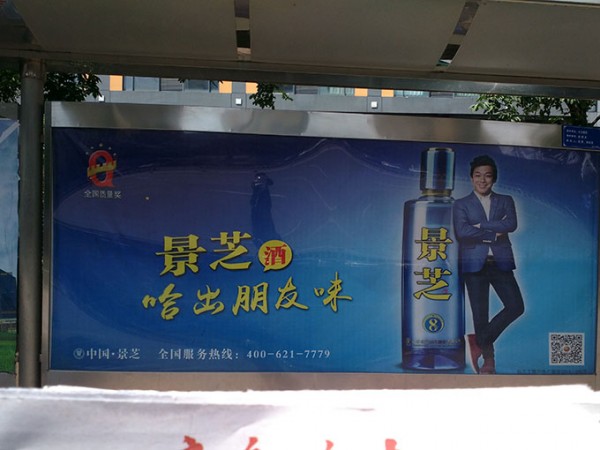 全国质量奖
景芝酒
哈出朋友味
中国·景芝 全国服务热线：400-621-7779
景芝
8